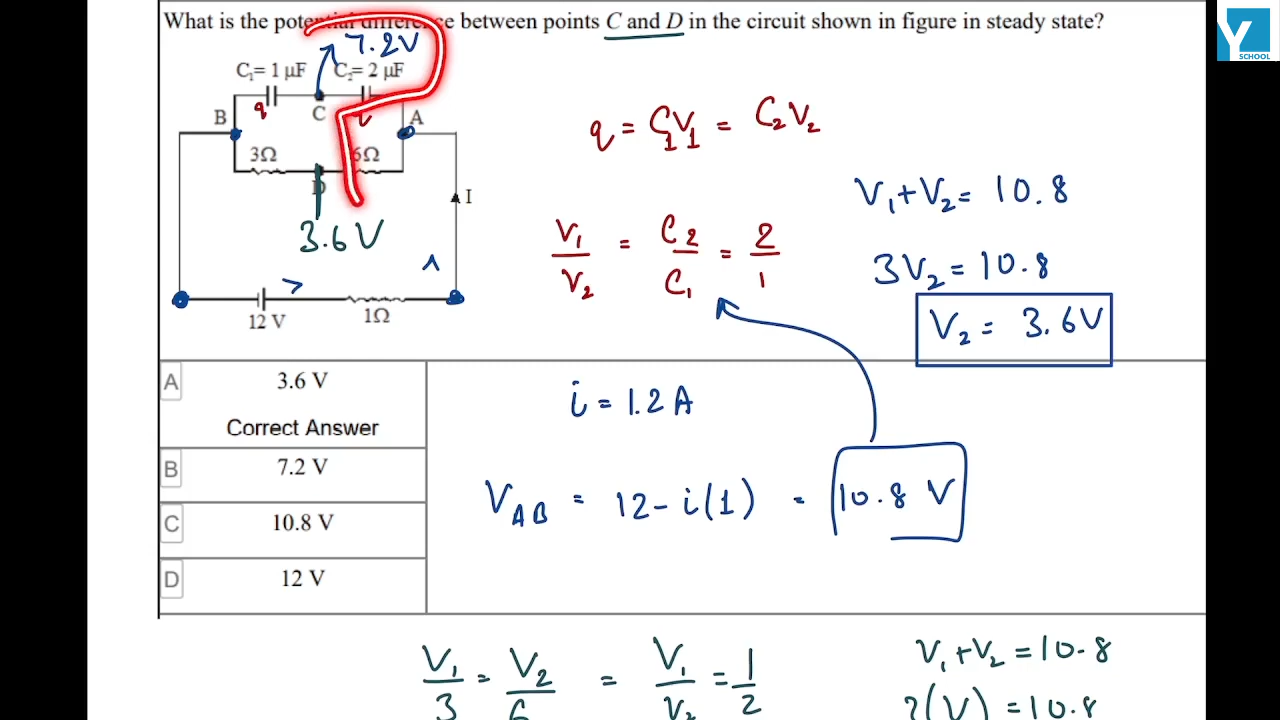 What is the potential difference between points C and D in the circuit shown in figure in steady state?
Y
SCHOOL
7.2V
C₁= 1 μF C₂= 2 μF
q
B C A
3Ω 6Ω
D
I
3.6 V
12 V 1Ω
q = C₁V₁ = C₂V₂
V₁/V₂ = C₂/C₁ = 2/1
V₁+V₂ = 10.8
3V₂ = 10.8
V₂ = 3.6V
A 3.6 V
Correct Answer
B 7.2 V
C 10.8 V
D 12 V
i = 1.2 A
V_AB = 12 - i(1) = 10.8 V
V₁/3 = V₂/6 = V₁/V₂ = 1/2
V₁+V₂ = 10.8